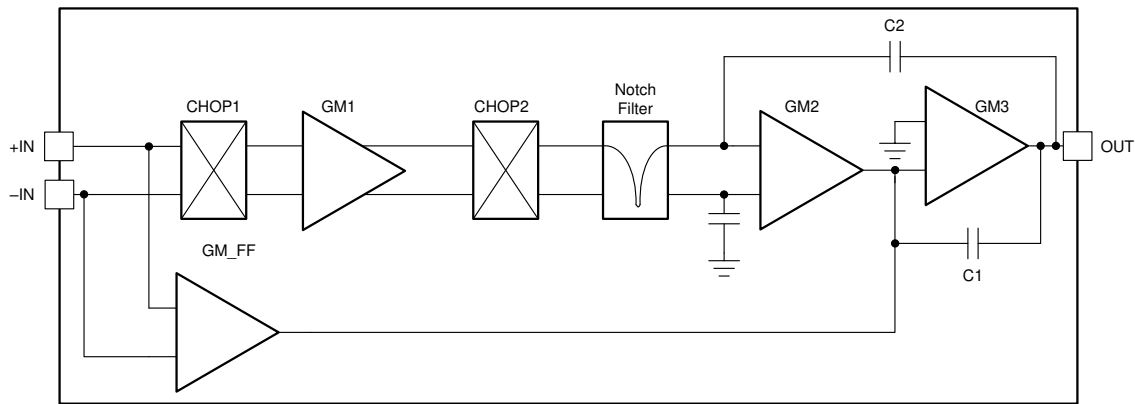 C2
Notch
Filter
CHOP1
GM1
CHOP2
GM2
GM3
+IN
OUT
–IN
GM_FF
C1